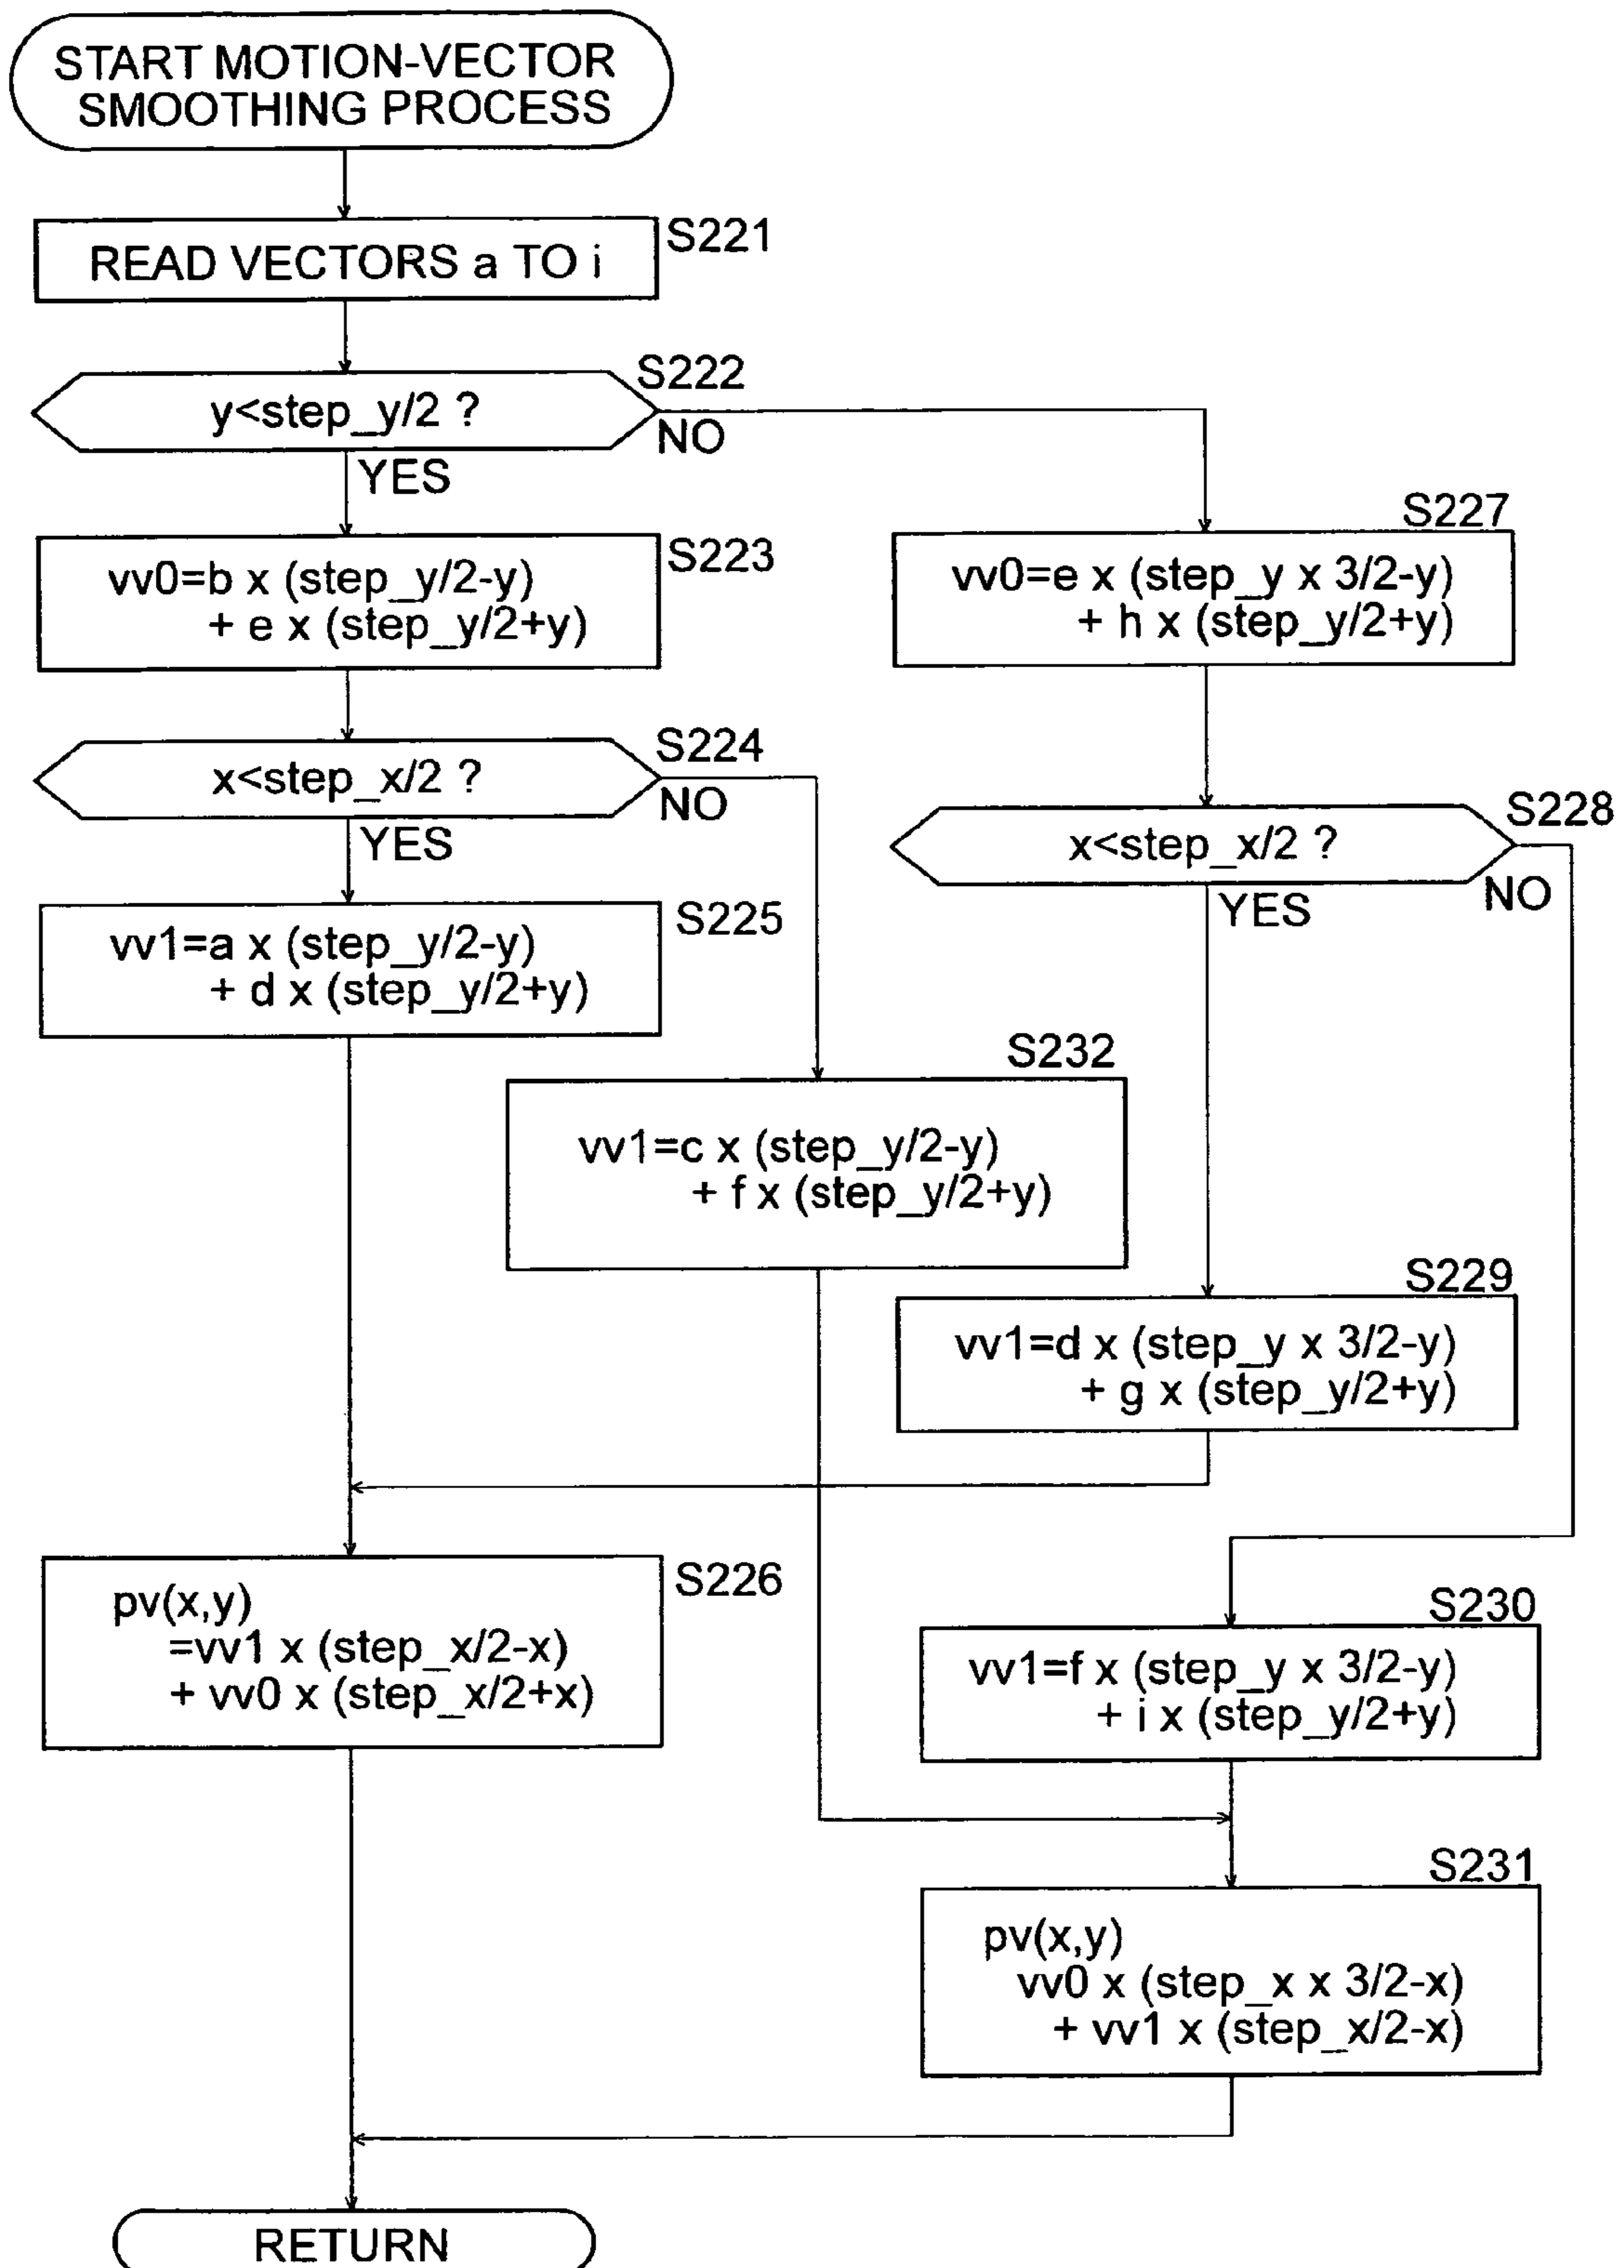 START MOTION-VECTOR
SMOOTHING PROCESS
S221
READ VECTORS a TO i
S222
y<step_y/2 ?
NO
YES
S223
vv0=b x (step_y/2-y)
+ e x (step_y/2+y)
S227
vv0=e x (step_y x 3/2-y)
+ h x (step_y/2+y)
S224
x<step_x/2 ?
NO
YES
S228
x<step_x/2 ?
NO
YES
S225
vv1=a x (step_y/2-y)
+ d x (step_y/2+y)
S232
vv1=c x (step_y/2-y)
+ f x (step_y/2+y)
S229
vv1=d x (step_y x 3/2-y)
+ g x (step_y/2+y)
S226
pv(x,y)
=vv1 x (step_x/2-x)
+ vv0 x (step_x/2+x)
S230
vv1=f x (step_y x 3/2-y)
+ i x (step_y/2+y)
S231
pv(x,y)
vv0 x (step_x x 3/2-x)
+ vv1 x (step_x/2-x)
RETURN